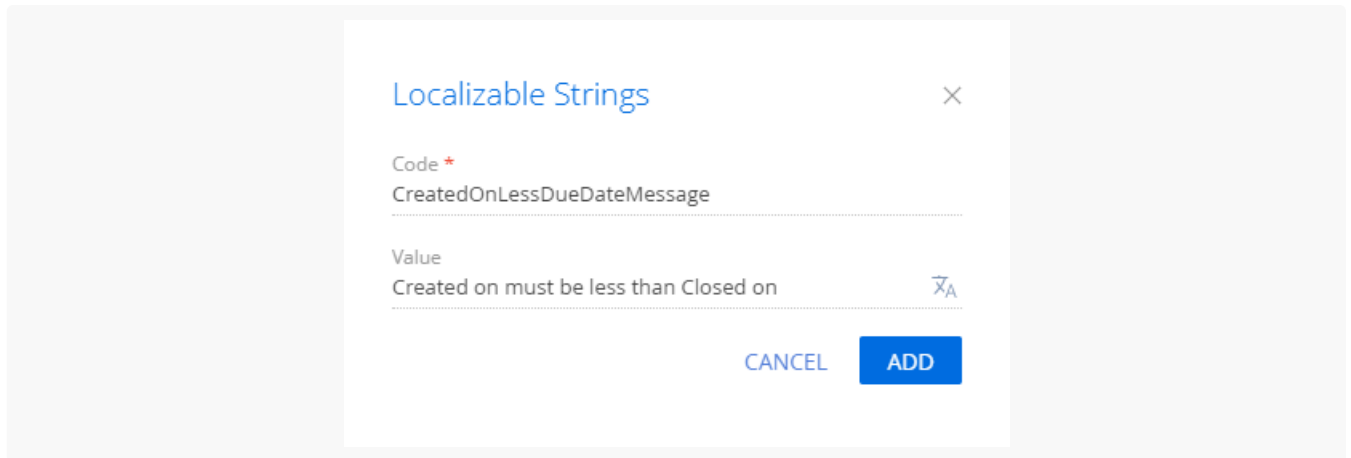 Localizable Strings
Code *
CreatedOnLessDueDateMessage
Value
Created on must be less than Closed on
CANCEL ADD